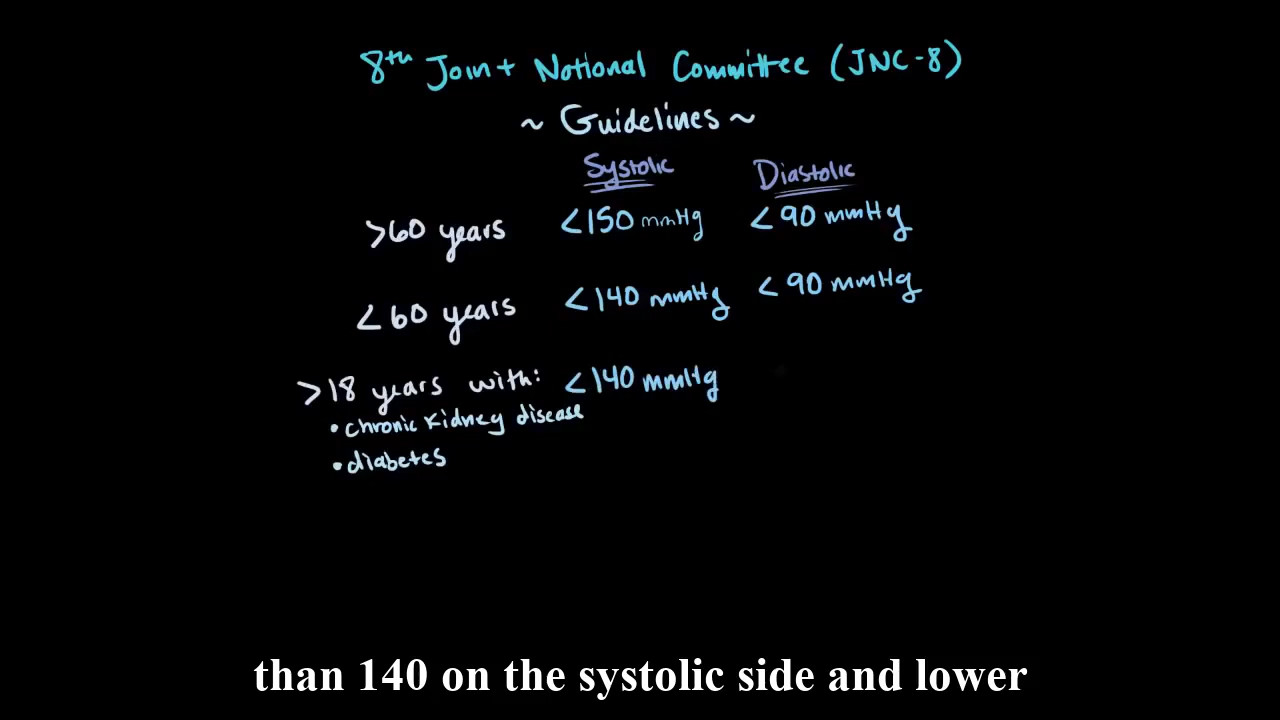 8th Joint National Committee (JNC-8)
~ Guidelines ~
Systolic Diastolic
>60 years <150 mmHg <90 mmHg
<60 years <140 mmHg <90 mmHg
>18 years with: <140 mmHg
• chronic kidney disease
• diabetes
than 140 on the systolic side and lower